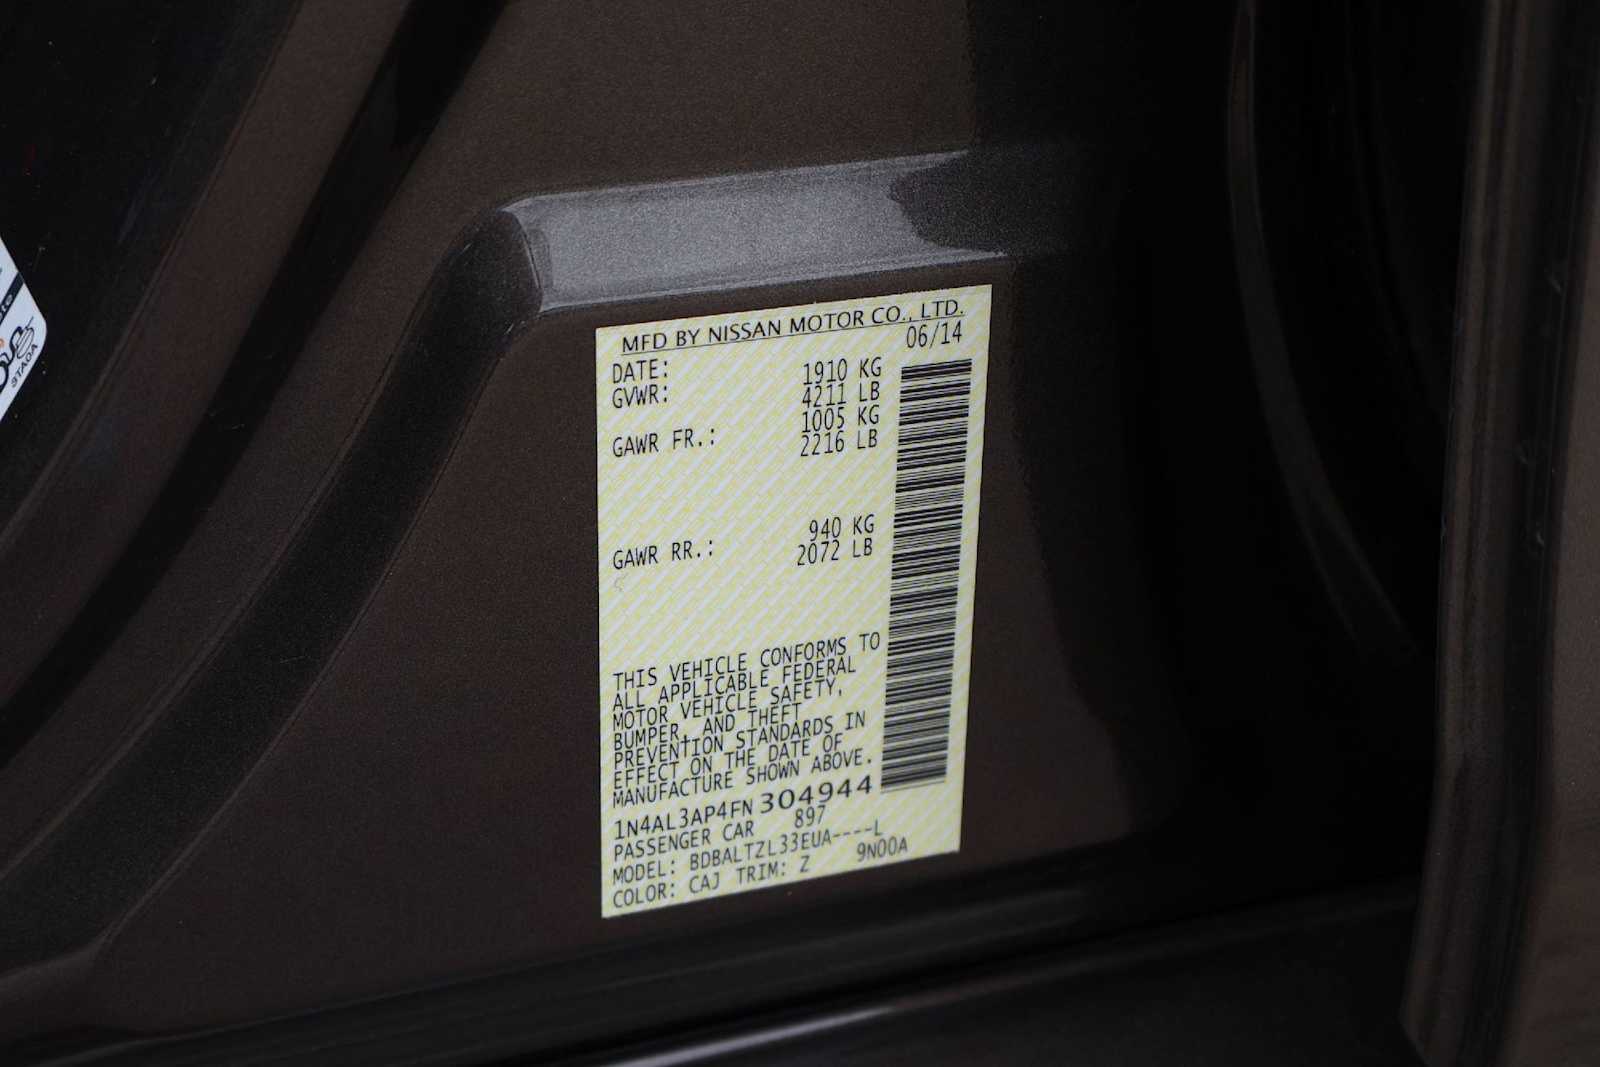 MFD BY NISSAN MOTOR CO., LTD.
DATE: 06/14
GVWR: 1910 KG
4211 LB
GAWR FR.: 1005 KG
2216 LB
GAWR RR.: 940 KG
2072 LB
THIS VEHICLE CONFORMS TO
ALL APPLICABLE FEDERAL
MOTOR VEHICLE SAFETY,
BUMPER, AND THEFT
PREVENTION STANDARDS IN
EFFECT ON THE DATE OF
MANUFACTURE SHOWN ABOVE.
1N4AL3AP4FN304944
PASSENGER CAR 897
MODEL: BDBALTZL33EUA----L
COLOR: CAJ TRIM: Z 9N00A